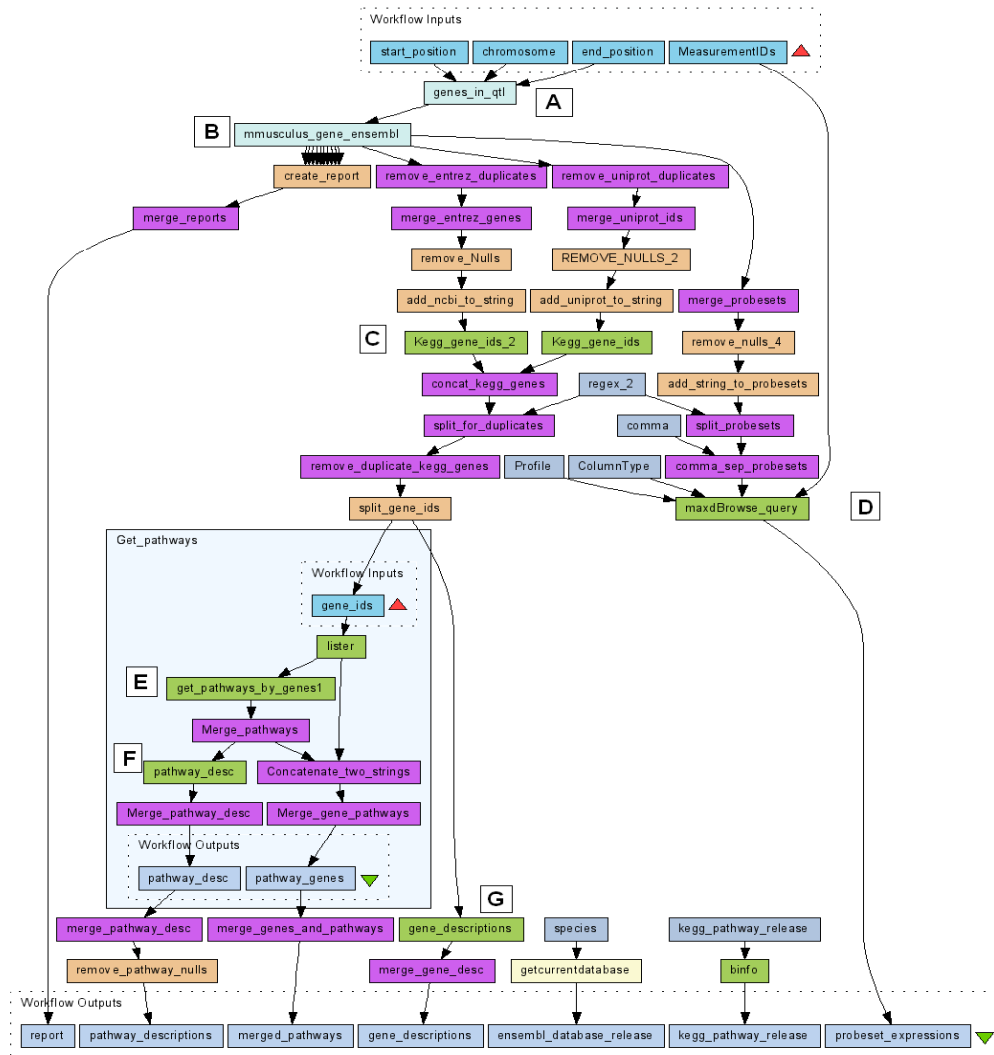 Workflow Inputs
start_position
chromosome
end_position
MeasurementIDs
genes_in_qtl
A
B
mmusculus_gene_ensembl
create_report
remove_entrez_duplicates
remove_uniprot_duplicates
merge_reports
merge_entrez_genes
merge_uniprot_ids
remove_Nulls
REMOVE_NULLS_2
add_ncbi_to_string
add_uniprot_to_string
merge_probesets
C
Kegg_gene_ids_2
Kegg_gene_ids
remove_nulls_4
concat_kegg_genes
regex_2
add_string_to_probesets
split_for_duplicates
comma
split_probesets
remove_duplicate_kegg_genes
Profile
ColumnType
comma_sep_probesets
split_gene_ids
maxdBrowse_query
D
Get_pathways
Workflow Inputs
gene_ids
lister
E
get_pathways_by_genes1
Merge_pathways
F
pathway_desc
Concatenate_two_strings
Merge_pathway_desc
Merge_gene_pathways
Workflow Outputs
pathway_desc
pathway_genes
G
merge_pathway_desc
merge_genes_and_pathways
gene_descriptions
species
kegg_pathway_release
remove_pathway_nulls
merge_gene_desc
getcurrentdatabase
binfo
Workflow Outputs
report
pathway_descriptions
merged_pathways
gene_descriptions
ensembl_database_release
kegg_pathway_release
probeset_expressions